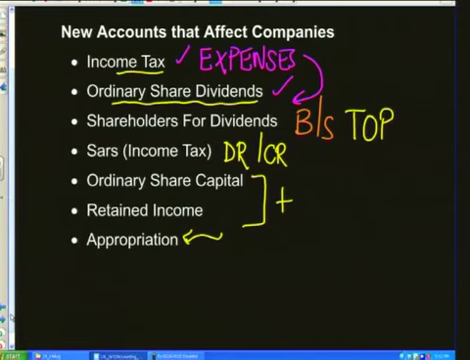 New Accounts that Affect Companies
• Income Tax ✓ EXPENSES
• Ordinary Share Dividends ✓
• Shareholders For Dividends B/S TOP
• Sars (Income Tax) DR/CR
• Ordinary Share Capital
+
• Retained Income
• Appropriation
start